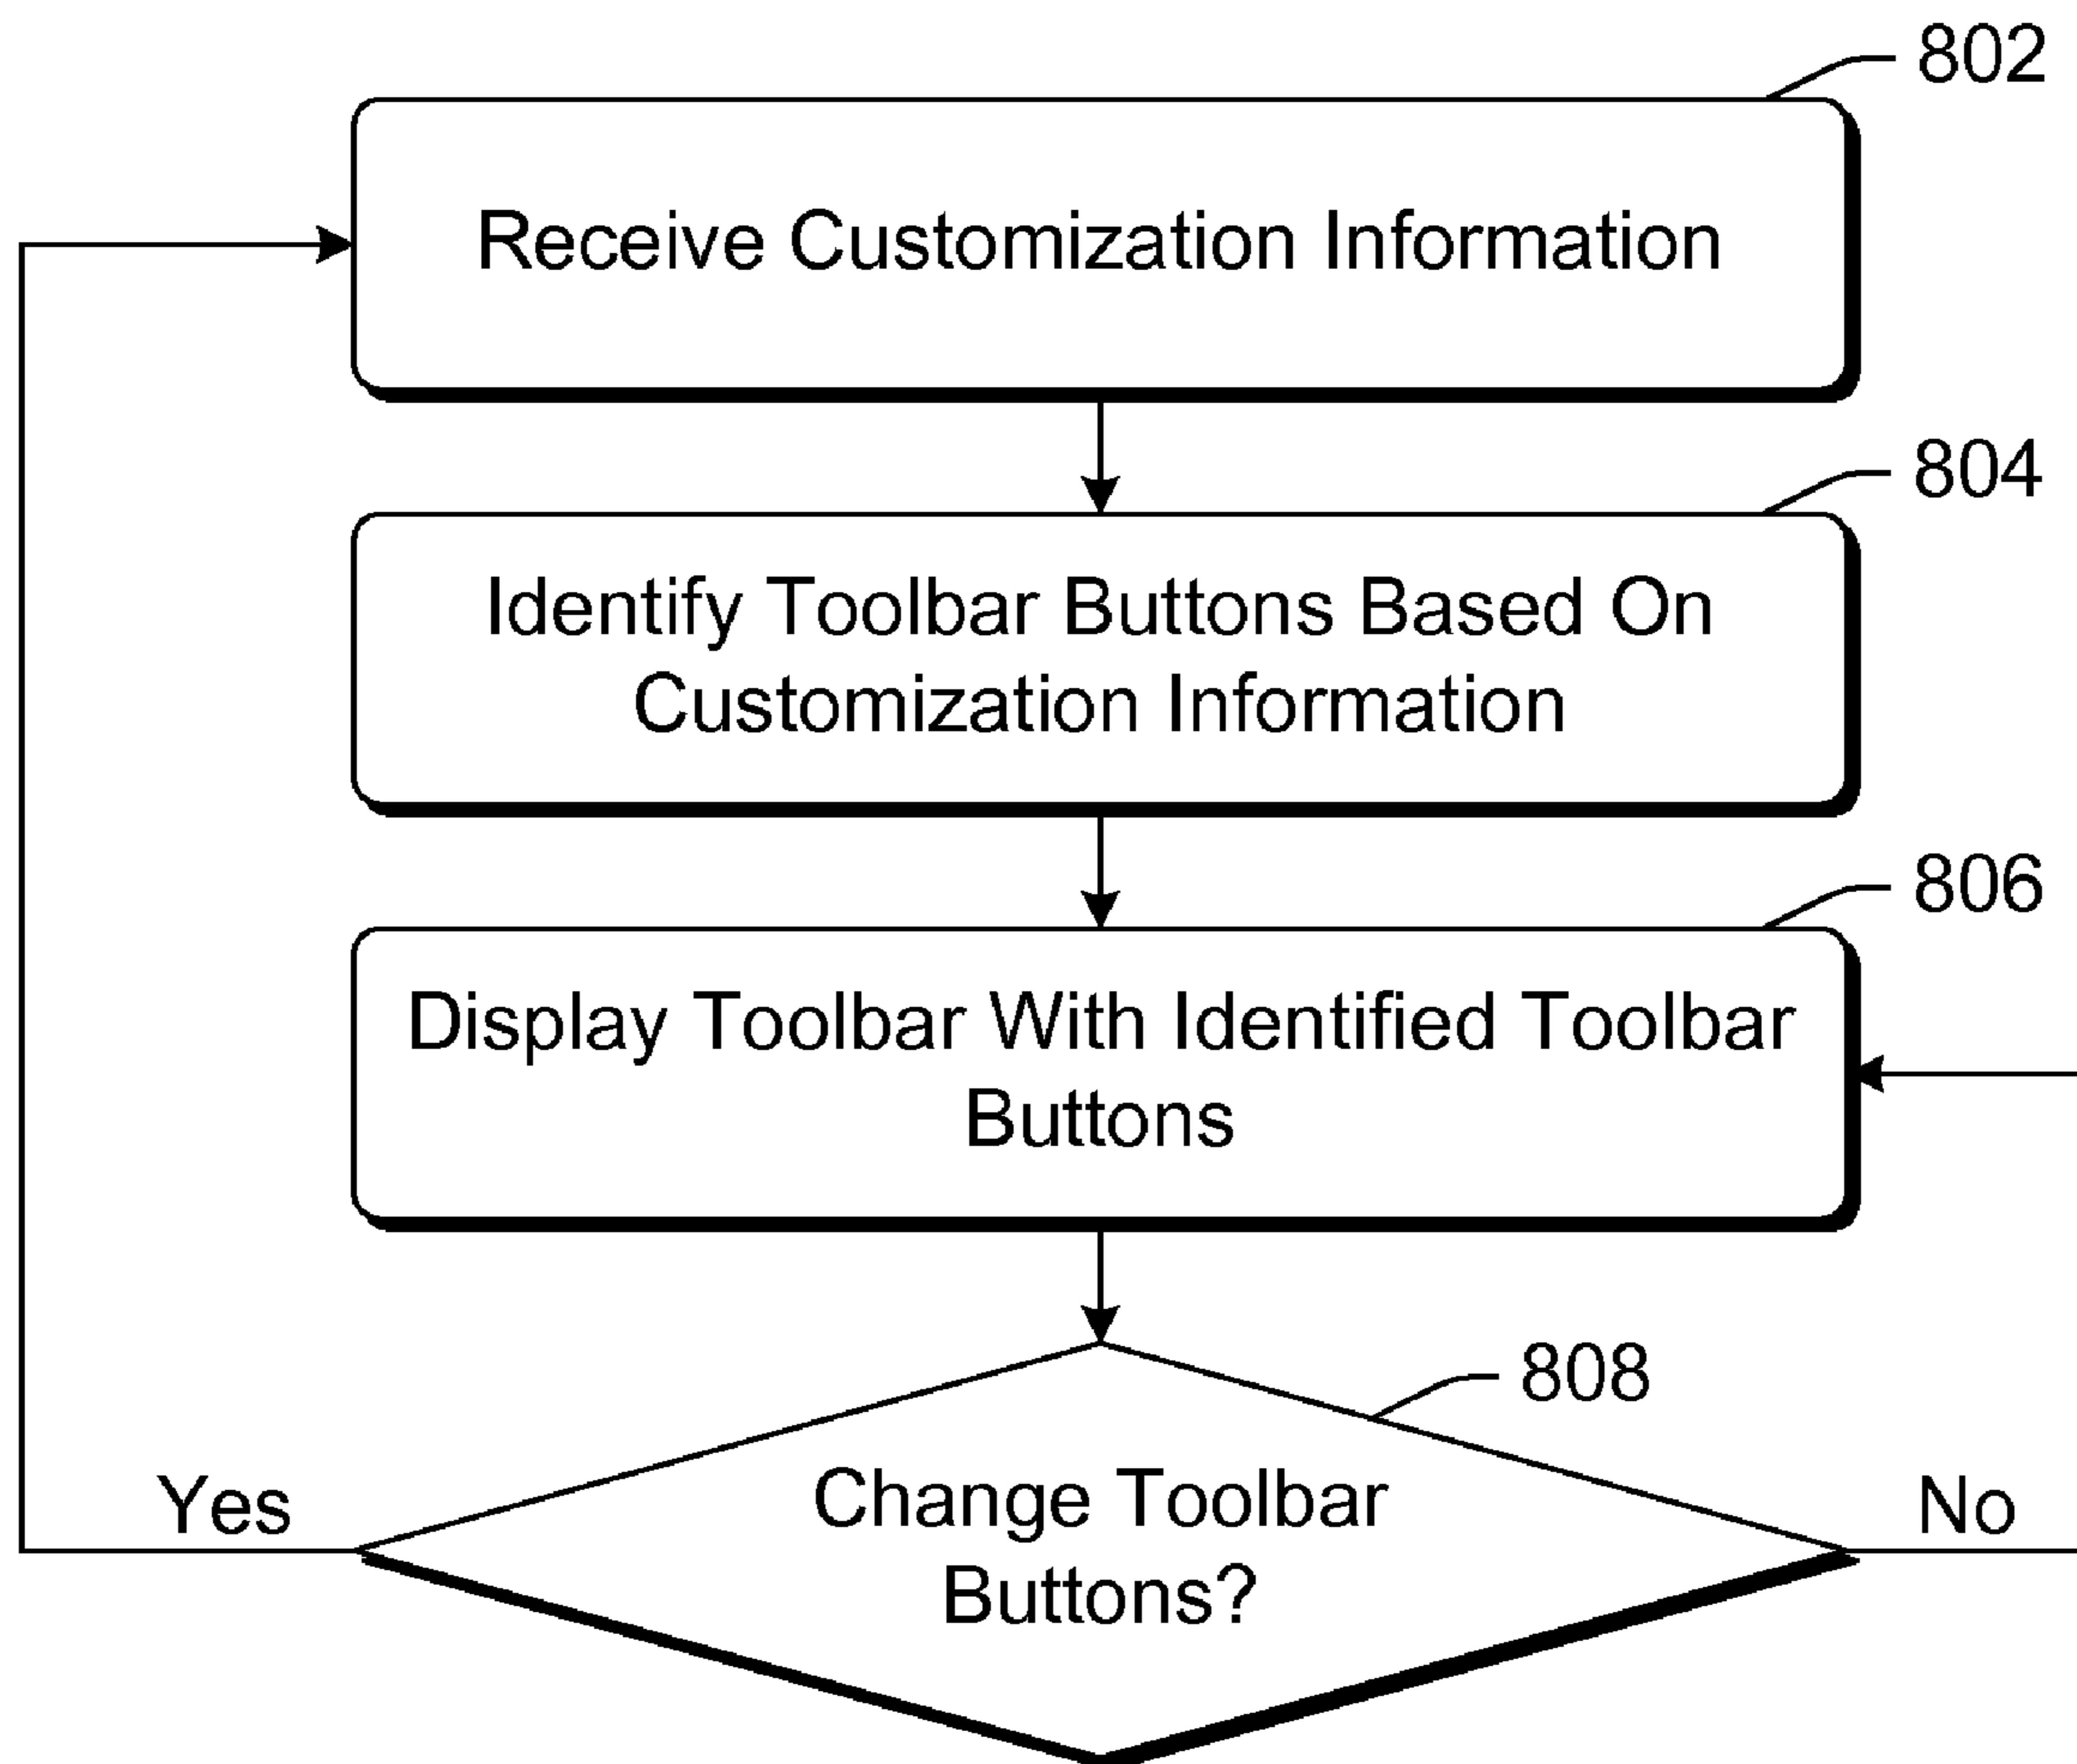 802
Receive Customization Information
804
Identify Toolbar Buttons Based On
Customization Information
806
Display Toolbar With Identified Toolbar
Buttons
808
Change Toolbar
Buttons?
Yes
No